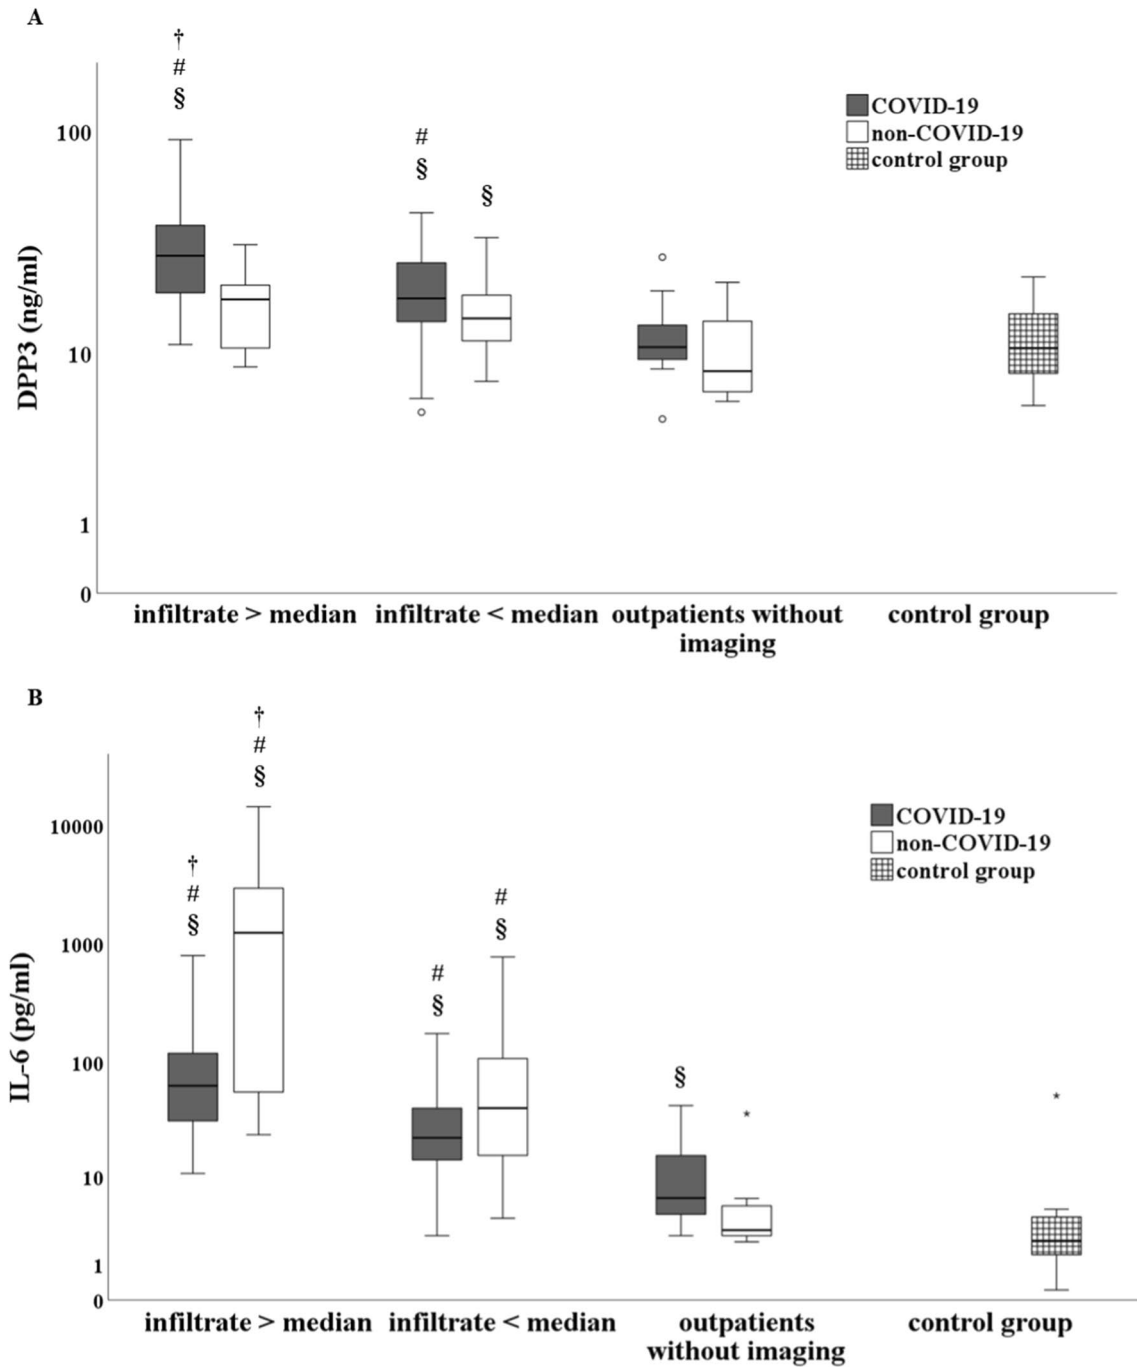 A
†
#
§
#
§
§
COVID-19
non-COVID-19
control group
DPP3 (ng/ml)
100
10
1
0
infiltrate > median
infiltrate < median
outpatients without
imaging
control group
B
†
#
§
†
#
§
#
§
#
§
§
*
*
COVID-19
non-COVID-19
control group
IL-6 (pg/ml)
10000
1000
100
10
1
0
infiltrate > median
infiltrate < median
outpatients
without imaging
control group